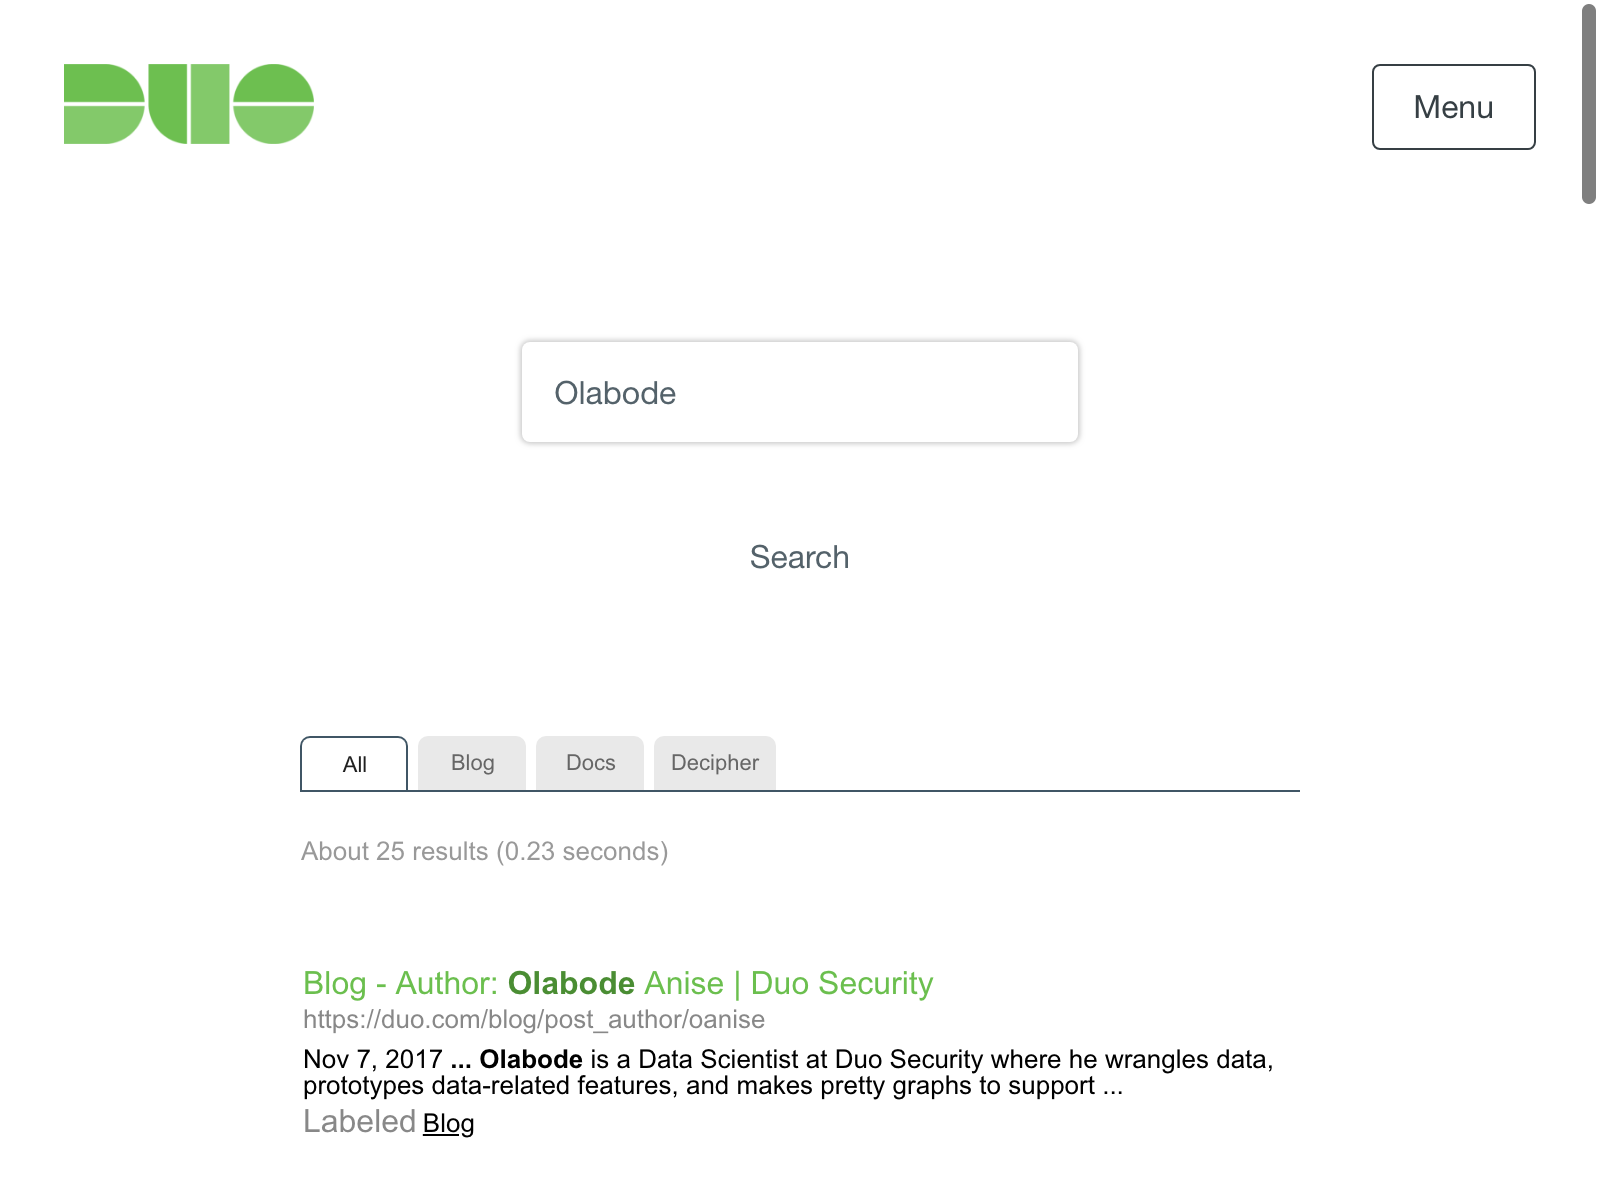 DUO
Menu
Olabode
Search
All
Blog
Docs
Decipher
About 25 results (0.23 seconds)
Blog - Author: Olabode Anise | Duo Security
https://duo.com/blog/post_author/oanise
Nov 7, 2017 ... Olabode is a Data Scientist at Duo Security where he wrangles data,
prototypes data-related features, and makes pretty graphs to support ...
Labeled Blog